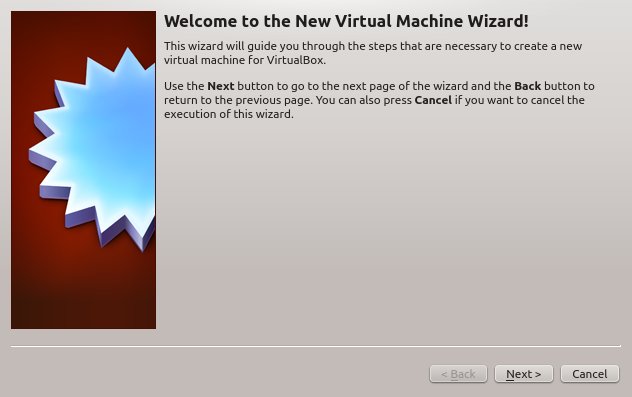 Welcome to the New Virtual Machine Wizard!
This wizard will guide you through the steps that are necessary to create a new
virtual machine for VirtualBox.
Use the Next button to go to the next page of the wizard and the Back button to
return to the previous page. You can also press Cancel if you want to cancel the
execution of this wizard.
< Back
Next >
Cancel